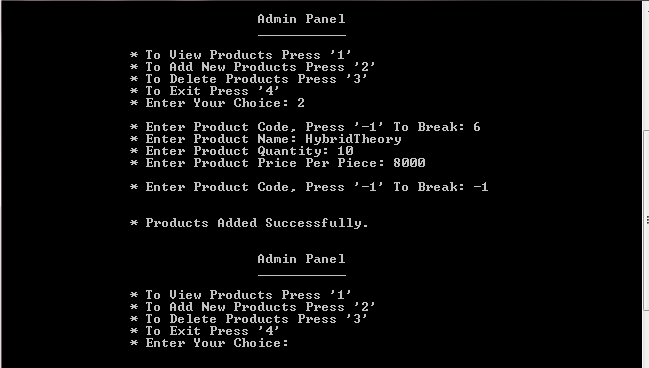 Admin Panel
* To View Products Press '1'
* To Add New Products Press '2'
* To Delete Products Press '3'
* To Exit Press '4'
* Enter Your Choice: 2
* Enter Product Code, Press '-1' To Break: 6
* Enter Product Name: HybridTheory
* Enter Product Quantity: 10
* Enter Product Price Per Piece: 8000
* Enter Product Code, Press '-1' To Break: -1
* Products Added Successfully.
Admin Panel
* To View Products Press '1'
* To Add New Products Press '2'
* To Delete Products Press '3'
* To Exit Press '4'
* Enter Your Choice: